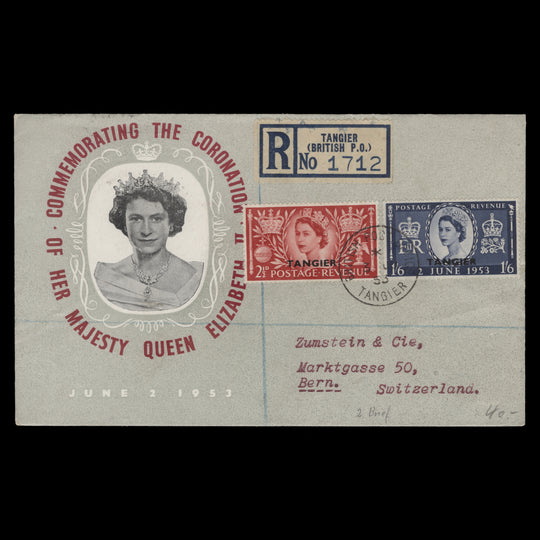 COMMEMORATING THE CORONATION
OF HER MAJESTY QUEEN ELIZABETH II
JUNE 2 1953
R
TANGIER
(BRITISH P.O.)
No 1712
TANGIER
2½D POSTAGE-REVENUE
POSTAGE REVENUE
E R
TANGIER
1/6 2 JUNE 1953 1/6
TANGIER
Zumstein & Cie,
Marktgasse 50,
Bern. Switzerland.
2 Brief
40.-